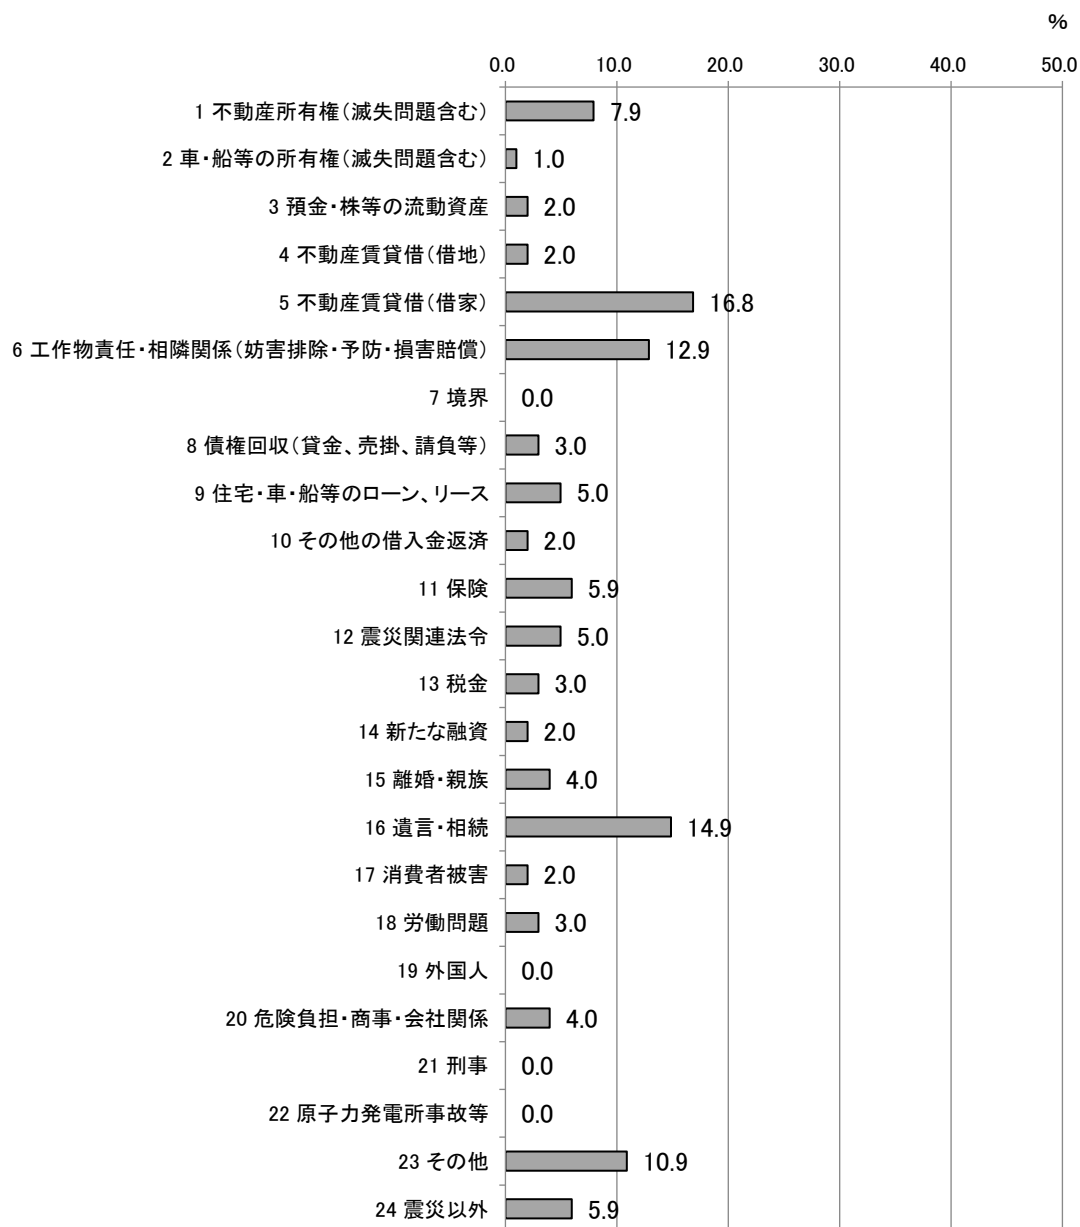 %
0.0 10.0 20.0 30.0 40.0 50.0
1 不動産所有権(滅失問題含む) 7.9
2 車・船等の所有権(滅失問題含む) 1.0
3 預金・株等の流動資産 2.0
4 不動産賃貸借(借地) 2.0
5 不動産賃貸借(借家) 16.8
6 工作物責任・相隣関係(妨害排除・予防・損害賠償) 12.9
7 境界 0.0
8 債権回収(貸金、売掛、請負等) 3.0
9 住宅・車・船等のローン、リース 5.0
10 その他の借入金返済 2.0
11 保険 5.9
12 震災関連法令 5.0
13 税金 3.0
14 新たな融資 2.0
15 離婚・親族 4.0
16 遺言・相続 14.9
17 消費者被害 2.0
18 労働問題 3.0
19 外国人 0.0
20 危険負担・商事・会社関係 4.0
21 刑事 0.0
22 原子力発電所事故等 0.0
23 その他 10.9
24 震災以外 5.9